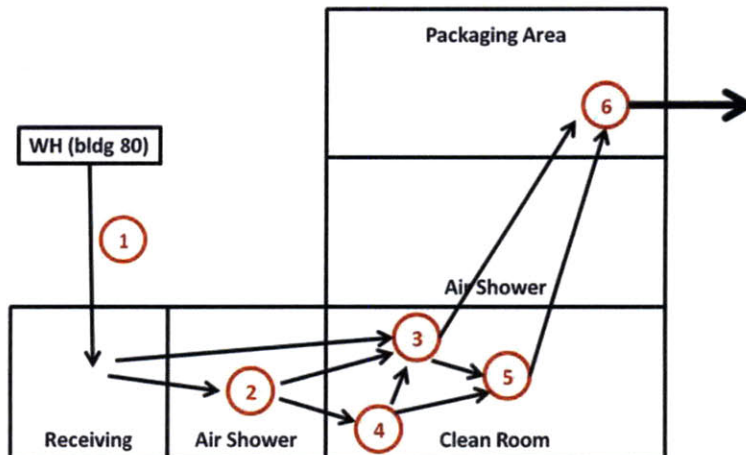 Packaging Area
6
WH (bldg 80)
1
Air Shower
3
2
5
4
Receiving
Air Shower
Clean Room